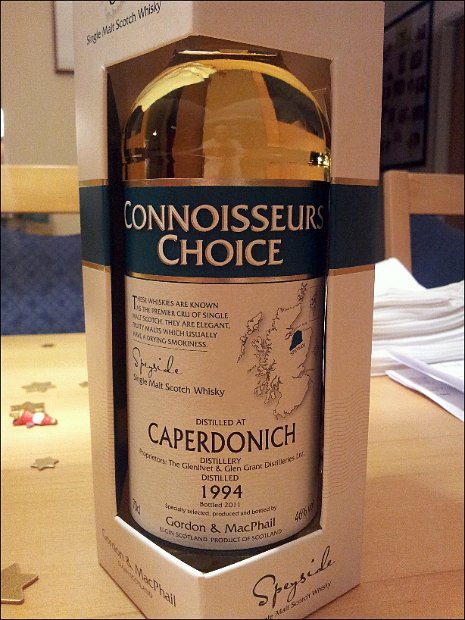 Single Malt Scotch Whisky
CONNOISSEURS
CHOICE
THESE WHISKIES ARE KNOWN
AS THE PREMIER CRU OF SINGLE
MALT SCOTCH. THEY ARE ELEGANT,
FRUITY MALTS WHICH USUALLY
HAVE A DRYING SMOKINESS.
Speyside
Single Malt Scotch Whisky
DISTILLED AT
CAPERDONICH
DISTILLERY
Proprietors: The Glenlivet & Glen Grant Distilleries Ltd.
DISTILLED
1994
Bottled 2011
70cl
46%vol
Specially selected, produced and bottled by
Gordon & MacPhail
ELGIN SCOTLAND. PRODUCT OF SCOTLAND
Gordon & MacPhail
ELGIN SCOTLAND
Speyside
Single Malt Scotch Whisky